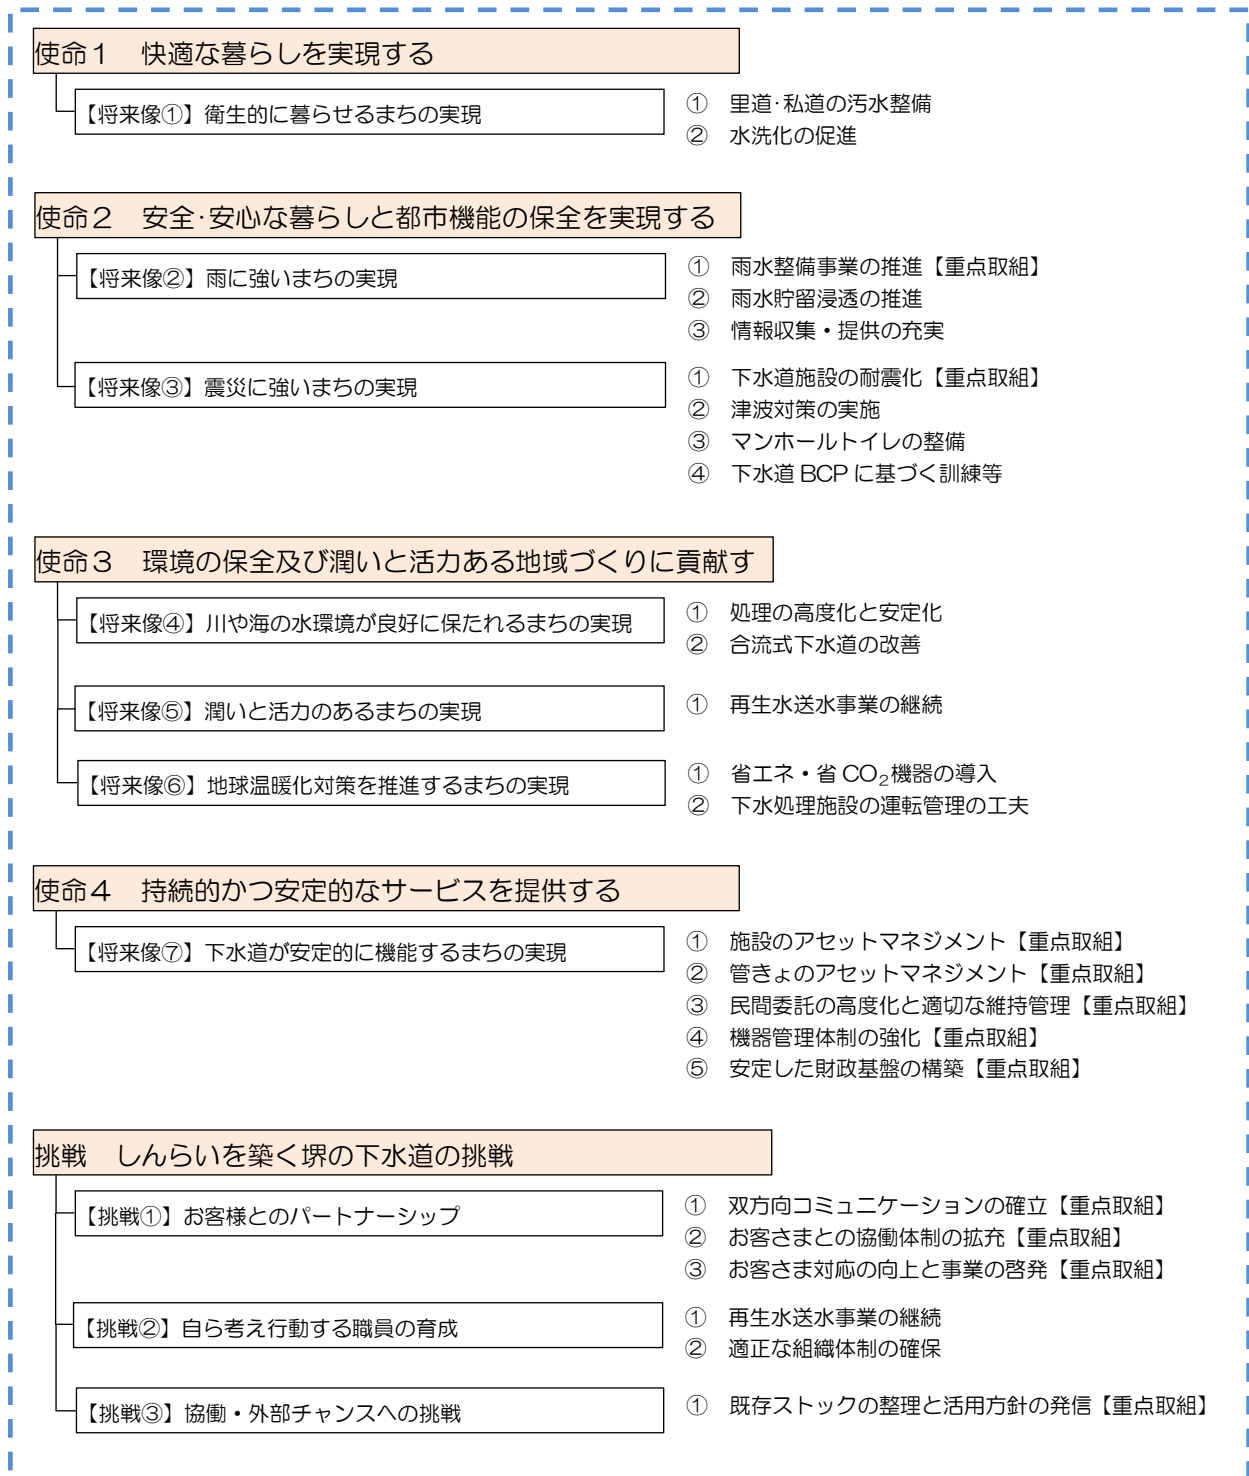 使命１　快適な暮らしを実現する
【将来像①】衛生的に暮らせるまちの実現
① 里道･私道の汚水整備
② 水洗化の促進
使命２　安全･安心な暮らしと都市機能の保全を実現する
【将来像②】雨に強いまちの実現
① 雨水整備事業の推進【重点取組】
② 雨水貯留浸透の推進
③ 情報収集・提供の充実
【将来像③】震災に強いまちの実現
① 下水道施設の耐震化【重点取組】
② 津波対策の実施
③ マンホールトイレの整備
④ 下水道 BCP に基づく訓練等
使命３　環境の保全及び潤いと活力ある地域づくりに貢献す
【将来像④】川や海の水環境が良好に保たれるまちの実現
① 処理の高度化と安定化
② 合流式下水道の改善
【将来像⑤】潤いと活力のあるまちの実現
① 再生水送水事業の継続
【将来像⑥】地球温暖化対策を推進するまちの実現
① 省エネ・省 CO₂機器の導入
② 下水処理施設の運転管理の工夫
使命４　持続的かつ安定的なサービスを提供する
【将来像⑦】下水道が安定的に機能するまちの実現
① 施設のアセットマネジメント【重点取組】
② 管きょのアセットマネジメント【重点取組】
③ 民間委託の高度化と適切な維持管理【重点取組】
④ 機器管理体制の強化【重点取組】
⑤ 安定した財政基盤の構築【重点取組】
挑戦　しんらいを築く堺の下水道の挑戦
【挑戦①】お客様とのパートナーシップ
① 双方向コミュニケーションの確立【重点取組】
② お客さまとの協働体制の拡充【重点取組】
③ お客さま対応の向上と事業の啓発【重点取組】
【挑戦②】自ら考え行動する職員の育成
① 再生水送水事業の継続
② 適正な組織体制の確保
【挑戦③】協働・外部チャンスへの挑戦
① 既存ストックの整理と活用方針の発信【重点取組】